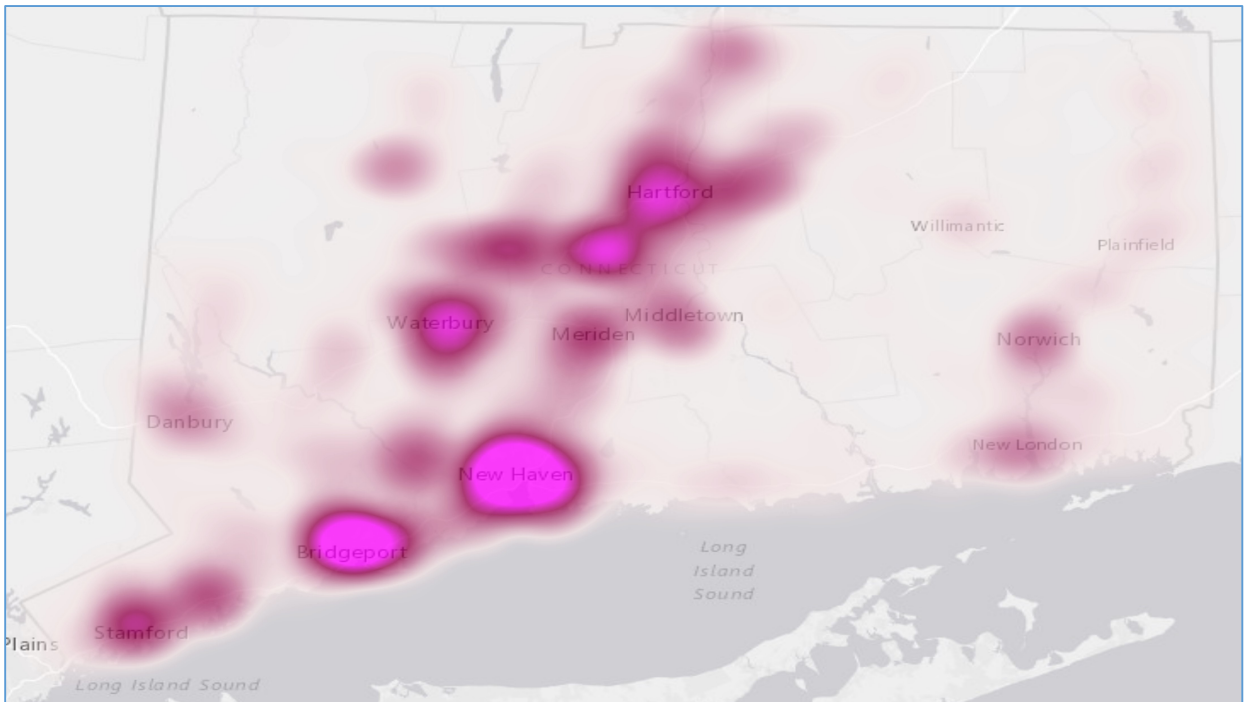 Hartford
Willimantic
Plainfield
CONNECTICUT
Waterbury
Middletown
Meriden
Norwich
Danbury
New London
New Haven
Bridgeport
Long
Island
Sound
Stamford
Plains
Long Island Sound